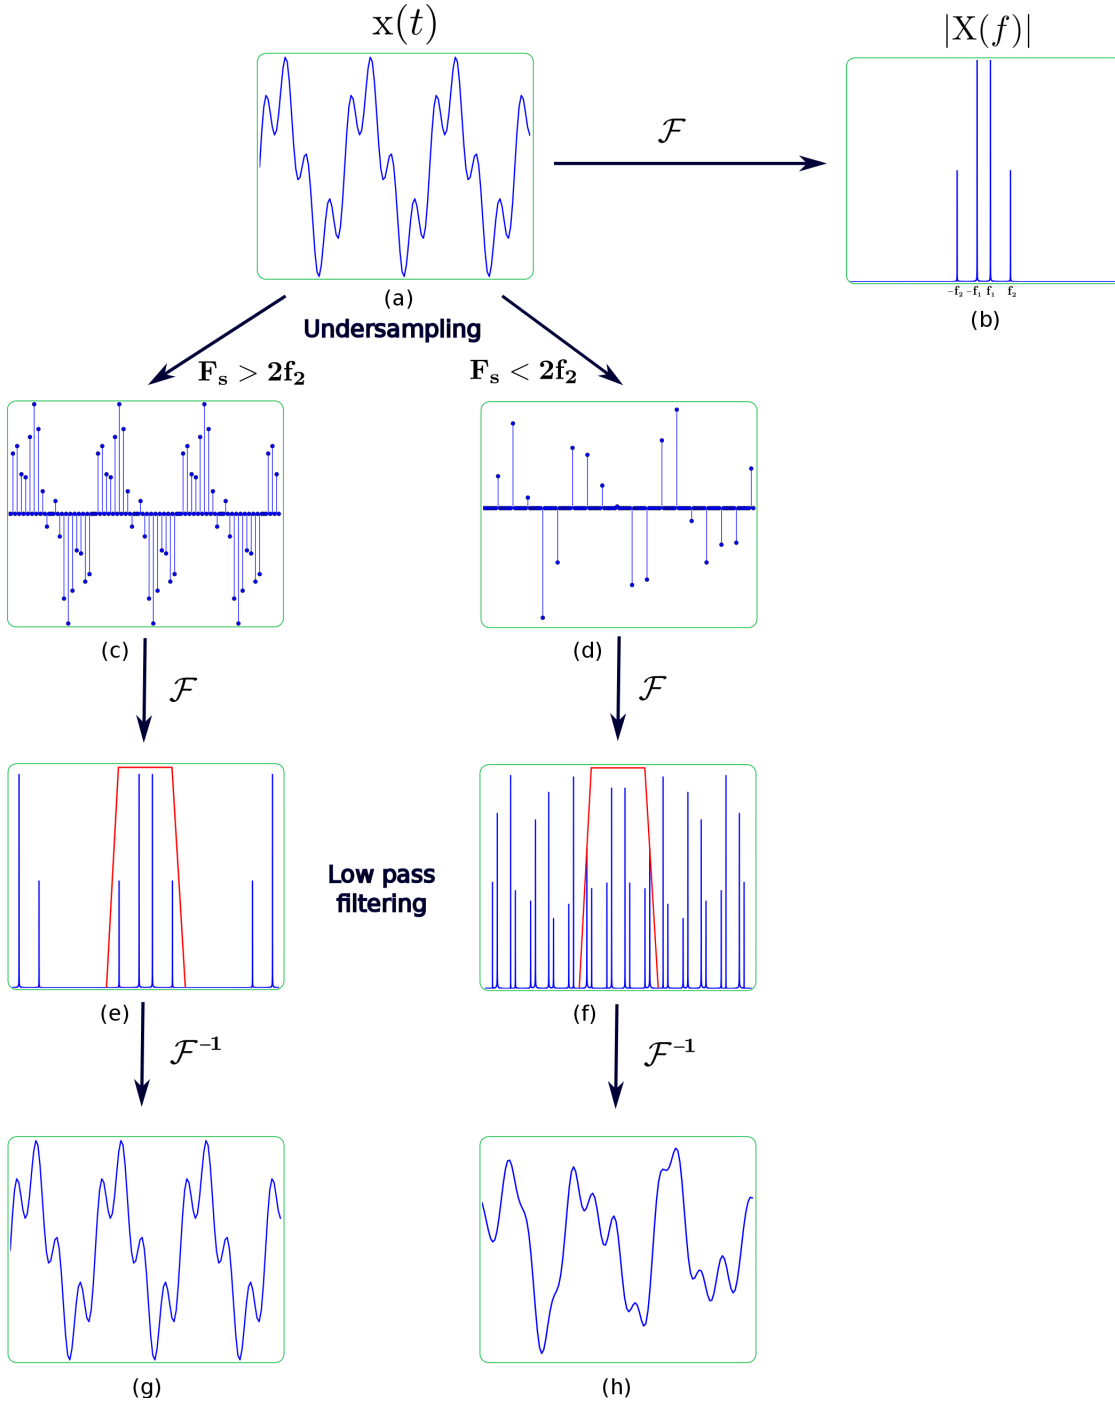 x(t)
|X(f)|
ℱ
−f₂ −f₁ f₁ f₂
(a)
(b)
Undersampling
Fₛ > 2f₂
Fₛ < 2f₂
(c)
(d)
ℱ
ℱ
Low pass
filtering
(e)
(f)
ℱ⁻¹
ℱ⁻¹
(g)
(h)